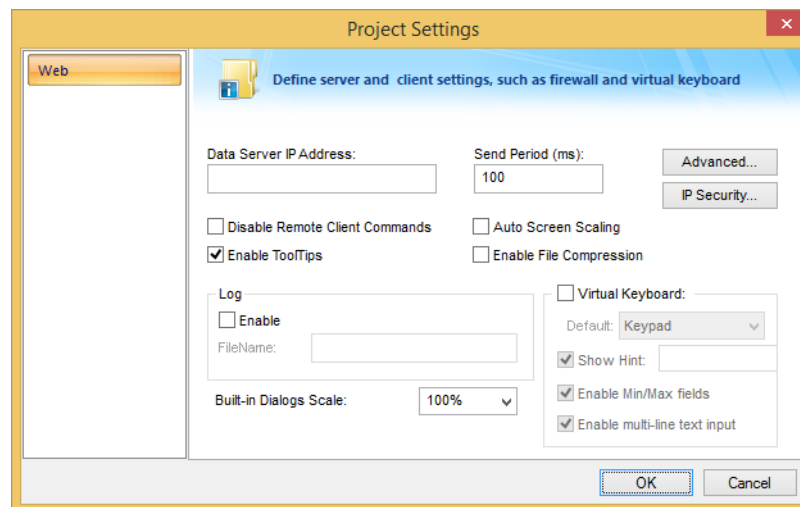 Project Settings
Web
Define server and client settings, such as firewall and virtual keyboard
Data Server IP Address:
Send Period (ms):
100
Advanced...
IP Security...
Disable Remote Client Commands
Auto Screen Scaling
Enable ToolTips
Enable File Compression
Log
Enable
FileName:
Built-in Dialogs Scale:
100%
Virtual Keyboard:
Default:
Keypad
Show Hint:
Enable Min/Max fields
Enable multi-line text input
OK
Cancel